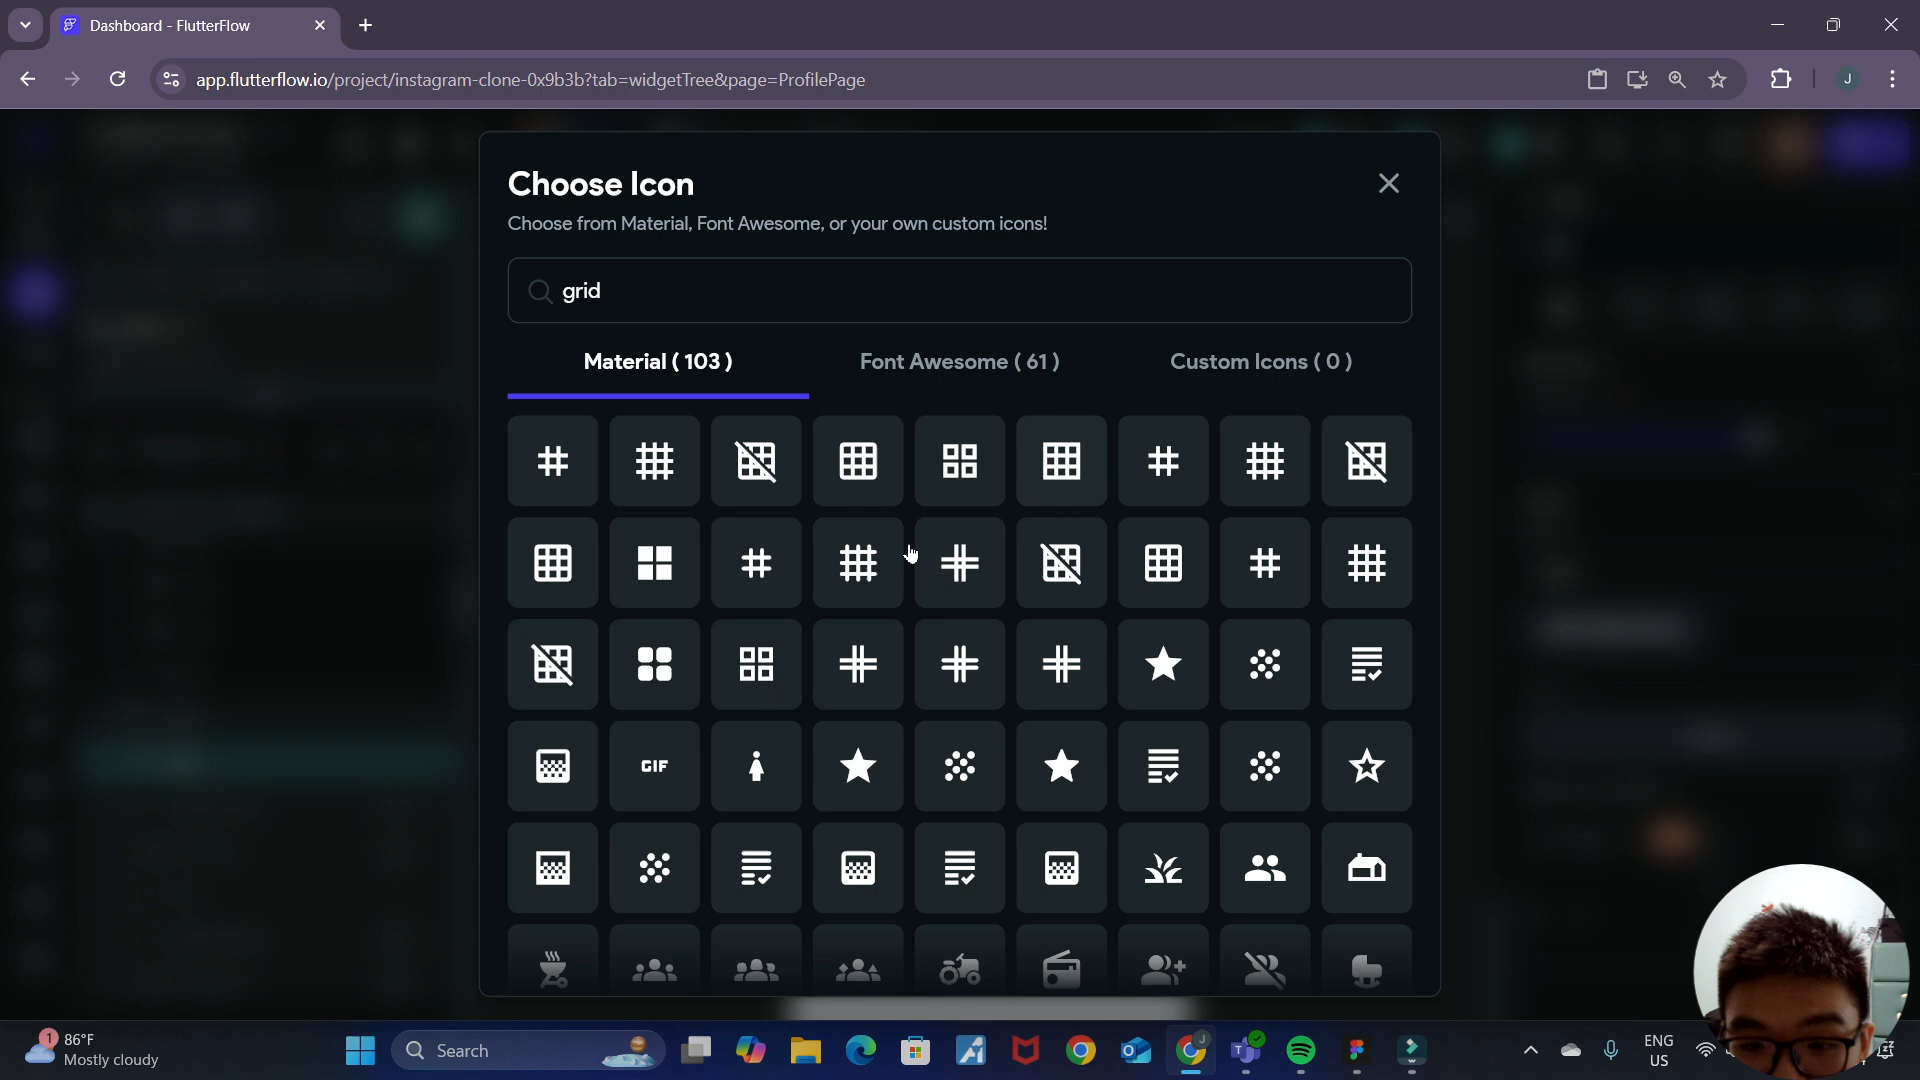 Dashboard - FlutterFlow
app.flutterflow.io/project/instagram-clone-0x9b3b?tab=widgetTree&page=ProfilePage
J
Choose Icon
Choose from Material, Font Awesome, or your own custom icons!
grid
Material ( 103 )
Font Awesome ( 61 )
Custom Icons ( 0 )
GIF
1
86°F
Mostly cloudy
Search
J
ENG
US